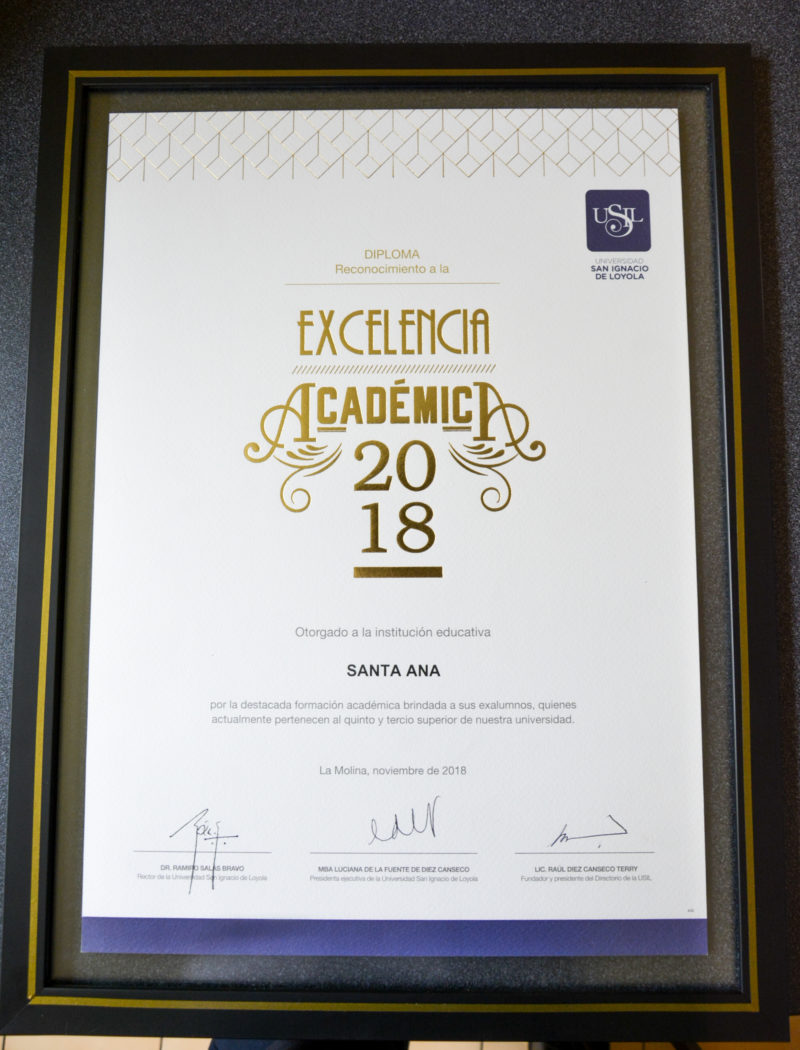 USIL
UNIVERSIDAD
SAN IGNACIO
DE LOYOLA
DIPLOMA
Reconocimiento a la
EXCELENCIA
ACADÉMICA
20
18
Otorgado a la institución educativa
SANTA ANA
por la destacada formación académica brindada a sus exalumnos, quienes
actualmente pertenecen al quinto y tercio superior de nuestra universidad.
La Molina, noviembre de 2018
DR. RAMIRO SALAS BRAVO
Rector de la Universidad San Ignacio de Loyola
MBA LUCIANA DE LA FUENTE DE DIEZ CANSECO
Presidenta ejecutiva de la Universidad San Ignacio de Loyola
LIC. RAÚL DIEZ CANSECO TERRY
Fundador y presidente del Directorio de la USIL